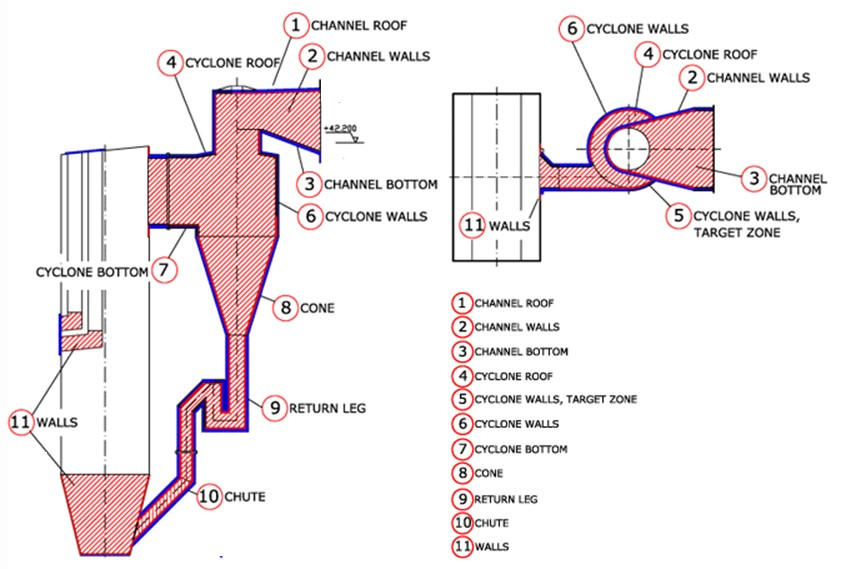 1 CHANNEL ROOF
2 CHANNEL WALLS
4 CYCLONE ROOF
+42.200
3 CHANNEL BOTTOM
6 CYCLONE WALLS
CYCLONE BOTTOM 7
8 CONE
9 RETURN LEG
11 WALLS
10 CHUTE
6 CYCLONE WALLS
4 CYCLONE ROOF
2 CHANNEL WALLS
3 CHANNEL
BOTTOM
11 WALLS
5 CYCLONE WALLS,
TARGET ZONE
1 CHANNEL ROOF
2 CHANNEL WALLS
3 CHANNEL BOTTOM
4 CYCLONE ROOF
5 CYCLONE WALLS, TARGET ZONE
6 CYCLONE WALLS
7 CYCLONE BOTTOM
8 CONE
9 RETURN LEG
10 CHUTE
11 WALLS